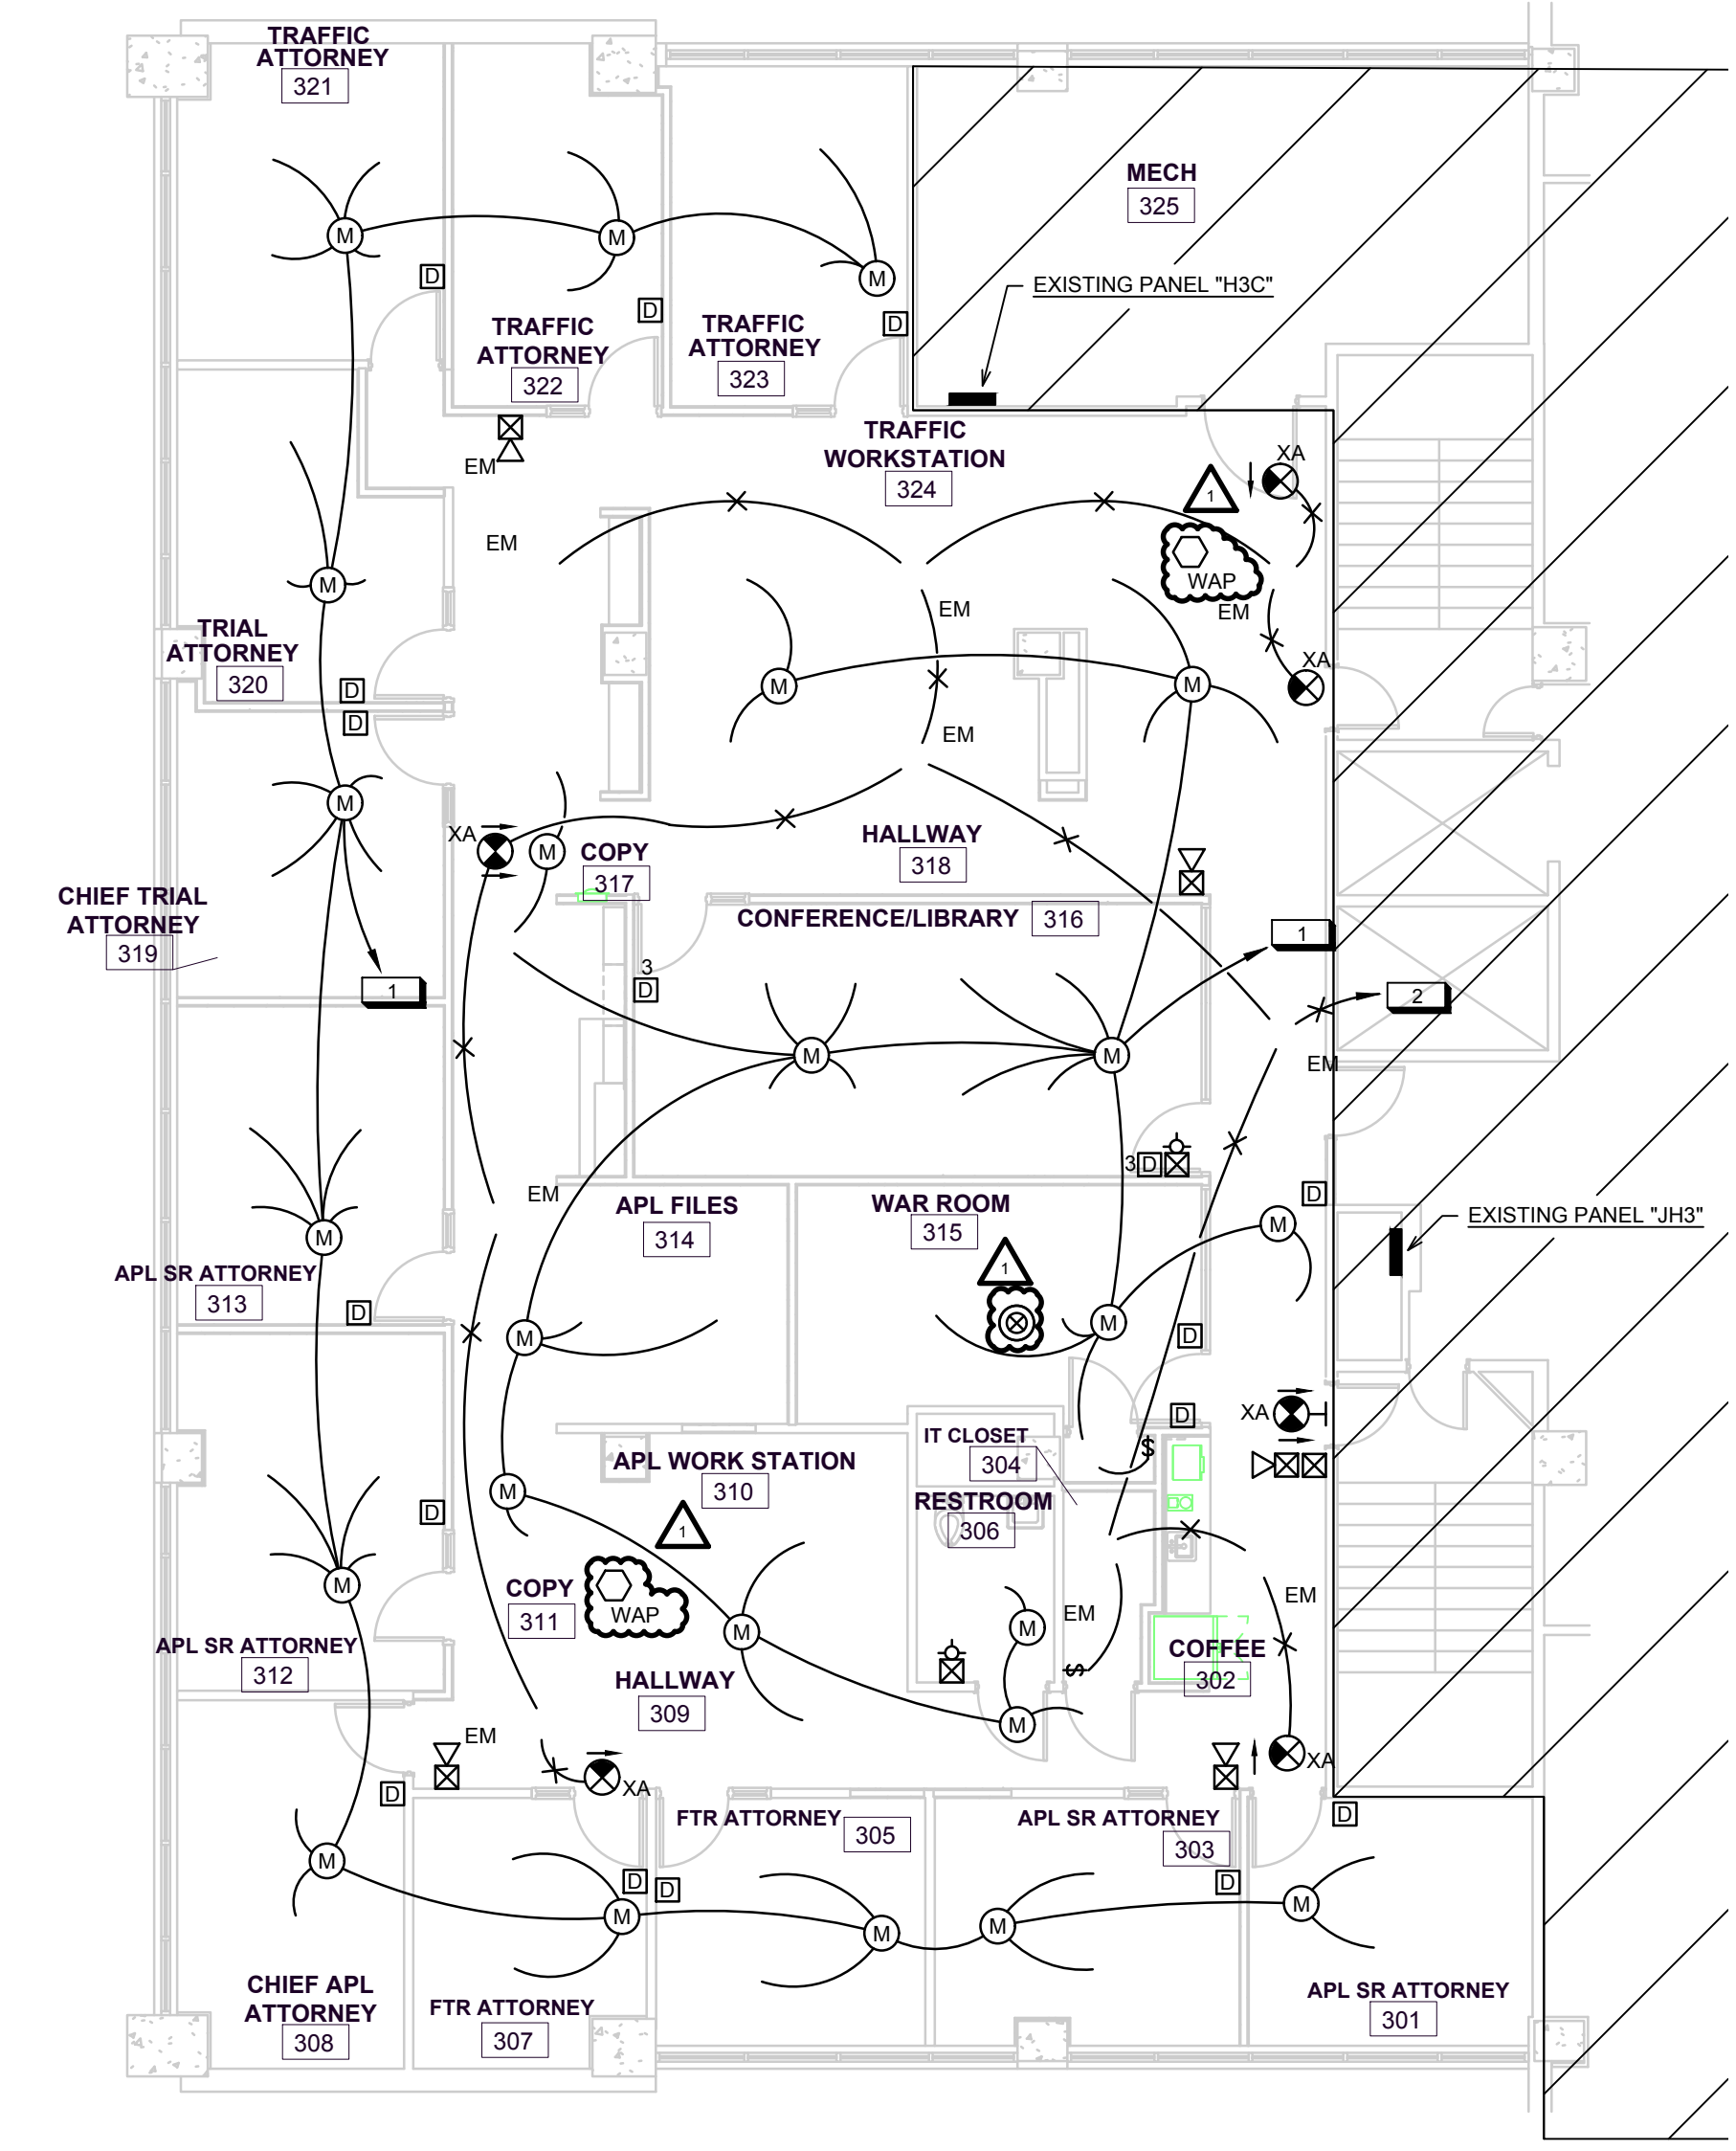 TRAFFIC
ATTORNEY
321
M
M
M
D
D
D
TRAFFIC
ATTORNEY
322
TRAFFIC
ATTORNEY
323
MECH
325
EXISTING PANEL "H3C"
TRAFFIC
WORKSTATION
324
EM
EM
XA
1
WAP
EM
EM
XA
EM
M
M
M
TRIAL
ATTORNEY
320
D
D
M
XA
M
COPY
317
HALLWAY
318
CONFERENCE/LIBRARY
316
CHIEF TRIAL
ATTORNEY
319
1
3
D
1
2
M
M
EM
3
D
D
EM
APL FILES
314
WAR ROOM
315
1
M
EXISTING PANEL "JH3"
M
APL SR ATTORNEY
313
D
M
M
D
XA
D
IT CLOSET
304
$
APL WORK STATION
310
M
D
RESTROOM
306
1
M
COPY
311
WAP
M
M
EM
EM
APL SR ATTORNEY
312
HALLWAY
309
$
COFFEE
302
M
EM
XA
XA
D
FTR ATTORNEY
305
APL SR ATTORNEY
303
D
M
D
D
D
M
M
M
M
CHIEF APL
ATTORNEY
308
FTR ATTORNEY
307
APL SR ATTORNEY
301